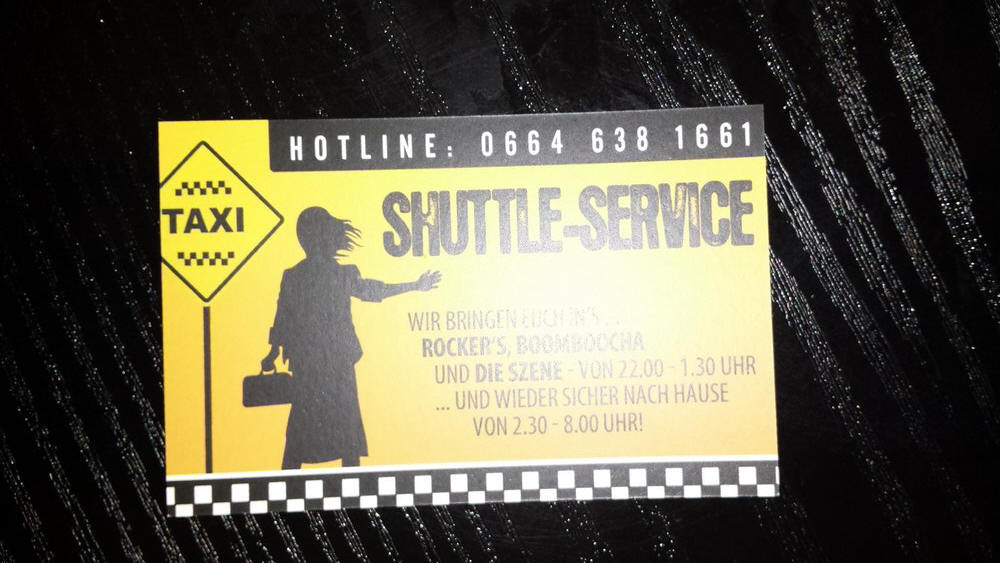 HOTLINE: 0664 638 1661
TAXI
SHUTTLE-SERVICE
WIR BRINGEN EUCH IN'S ...
ROCKER'S, BOOMBOOCHA
UND DIE SZENE - VON 22.00 - 1.30 UHR
... UND WIEDER SICHER NACH HAUSE
VON 2.30 - 8.00 UHR!